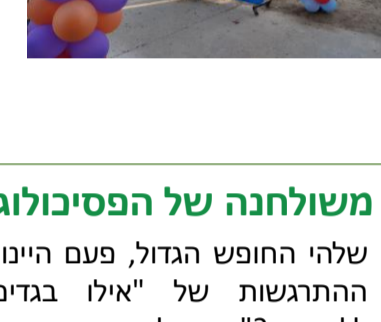 משולחנה של הפסיכולוג
שלהי החופש הגדול, פעם היינו
ההתרגשות של "אילו בגדים